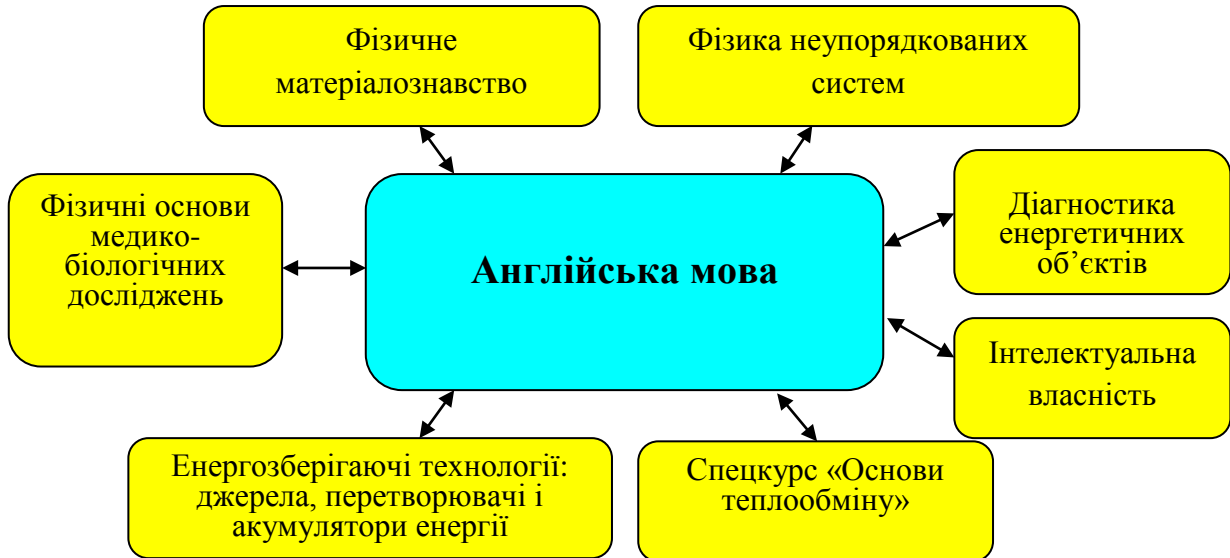 Фізичне
матеріалознавство
Фізика неупорядкованих
систем
Фізичні основи
медико-
біологічних
досліджень
Англійська мова
Діагностика
енергетичних
об’єктів
Інтелектуальна
власність
Енергозберігаючі технології:
джерела, перетворювачі і
акумулятори енергії
Спецкурс «Основи
теплообміну»